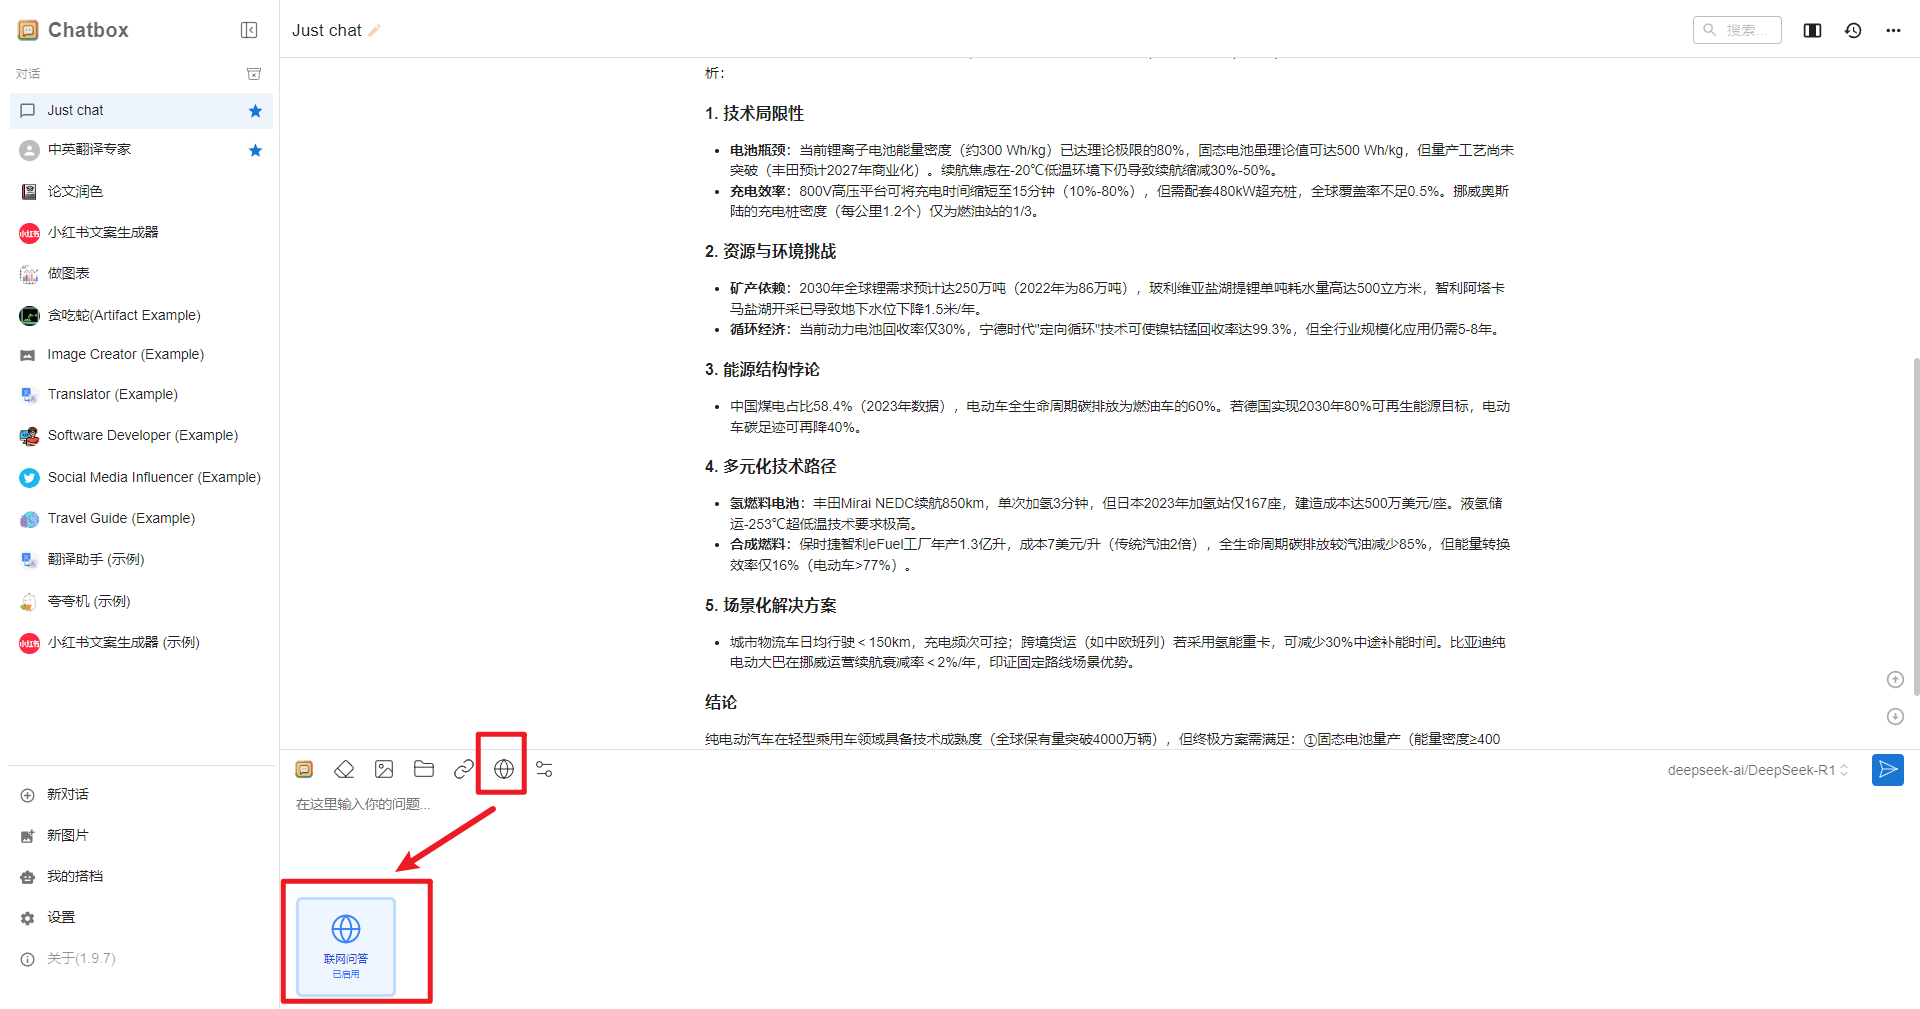 Chatbox
对话
Just chat
中英翻译专家
论文润色
小红书文案生成器
做图表
贪吃蛇(Artifact Example)
Image Creator (Example)
Translator (Example)
Software Developer (Example)
Social Media Influencer (Example)
Travel Guide (Example)
翻译助手 (示例)
夸夸机 (示例)
小红书文案生成器 (示例)
新对话
新图片
我的搭档
设置
关于(1.9.7)
Just chat
搜索...
析：
1. 技术局限性
• 电池瓶颈：当前锂离子电池能量密度（约300 Wh/kg）已达理论极限的80%，固态电池虽理论值可达500 Wh/kg，但量产工艺尚未
突破（丰田预计2027年商业化）。续航焦虑在-20℃低温环境下仍导致续航缩减30%-50%。
• 充电效率：800V高压平台可将充电时间缩短至15分钟（10%-80%），但需配套480kW超充桩，全球覆盖率不足0.5%。挪威奥斯
陆的充电桩密度（每公里1.2个）仅为燃油站的1/3。
2. 资源与环境挑战
• 矿产依赖：2030年全球锂需求预计达250万吨（2022年为86万吨），玻利维亚盐湖提锂单吨耗水量高达500立方米，智利阿塔卡
马盐湖开采已导致地下水位下降1.5米/年。
• 循环经济：当前动力电池回收率仅30%，宁德时代"定向循环"技术可使镍钴锰回收率达99.3%，但全行业规模化应用仍需5-8年。
3. 能源结构悖论
• 中国煤电占比58.4%（2023年数据），电动车全生命周期碳排放为燃油车的60%。若德国实现2030年80%可再生能源目标，电动
车碳足迹可再降40%。
4. 多元化技术路径
• 氢燃料电池：丰田Mirai NEDC续航850km，单次加氢3分钟，但日本2023年加氢站仅167座，建造成本达500万美元/座。液氢储
运-253℃超低温技术要求极高。
• 合成燃料：保时捷智利eFuel工厂年产1.3亿升，成本7美元/升（传统汽油2倍），全生命周期碳排放较汽油减少85%，但能量转换
效率仅16%（电动车>77%）。
5. 场景化解决方案
• 城市物流车日均行驶＜150km，充电频次可控；跨境货运（如中欧班列）若采用氢能重卡，可减少30%中途补能时间。比亚迪纯
电动大巴在挪威运营续航衰减率＜2%/年，印证固定路线场景优势。
结论
纯电动汽车在轻型乘用车领域具备技术成熟度（全球保有量突破4000万辆），但终极方案需满足：①固态电池量产（能量密度≥400
deepseek-ai/DeepSeek-R1
在这里输入你的问题...
联网问答
已启用